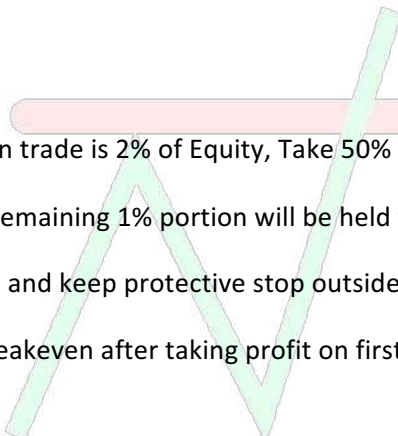 n trade is 2% of Equity, Take 50%
emaining 1% portion will be held
and keep protective stop outside
eakeven after taking profit on first